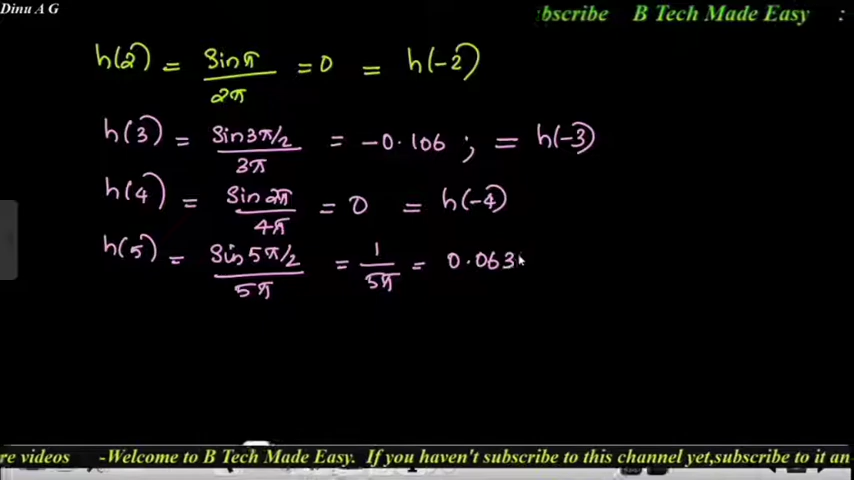 Dinu A G
bscribe B Tech Made Easy :
h(2) = sin π / 2π = 0 = h(-2)
h(3) = sin 3π/2 / 3π = -0.106 ; = h(-3)
h(4) = sin 2π / 4π = 0 = h(-4)
h(5) = sin 5π/2 / 5π = 1 / 5π = 0.063
re videos -Welcome to B Tech Made Easy. If you haven't subscribe to this channel yet,subscribe to it an